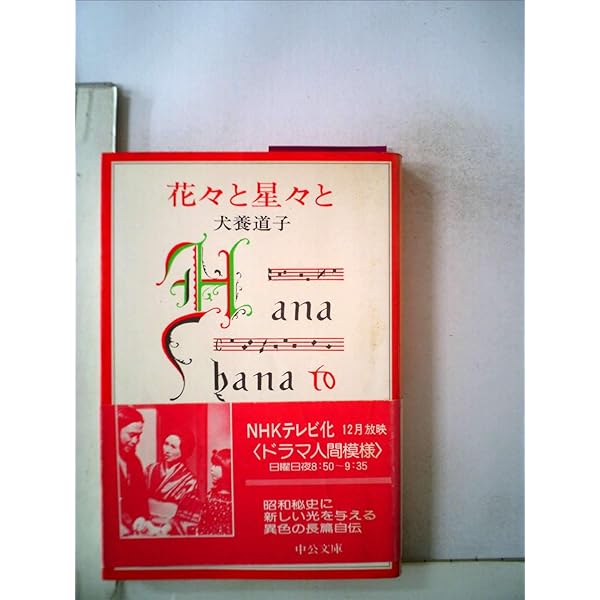 花々と星々と
犬養道子
Hana
hana to
NHKテレビ化 12月放映
〈ドラマ人間模様〉
日曜日夜8:50～9:35
昭和秘史に
新しい光を与える
異色の長篇自伝
中公文庫